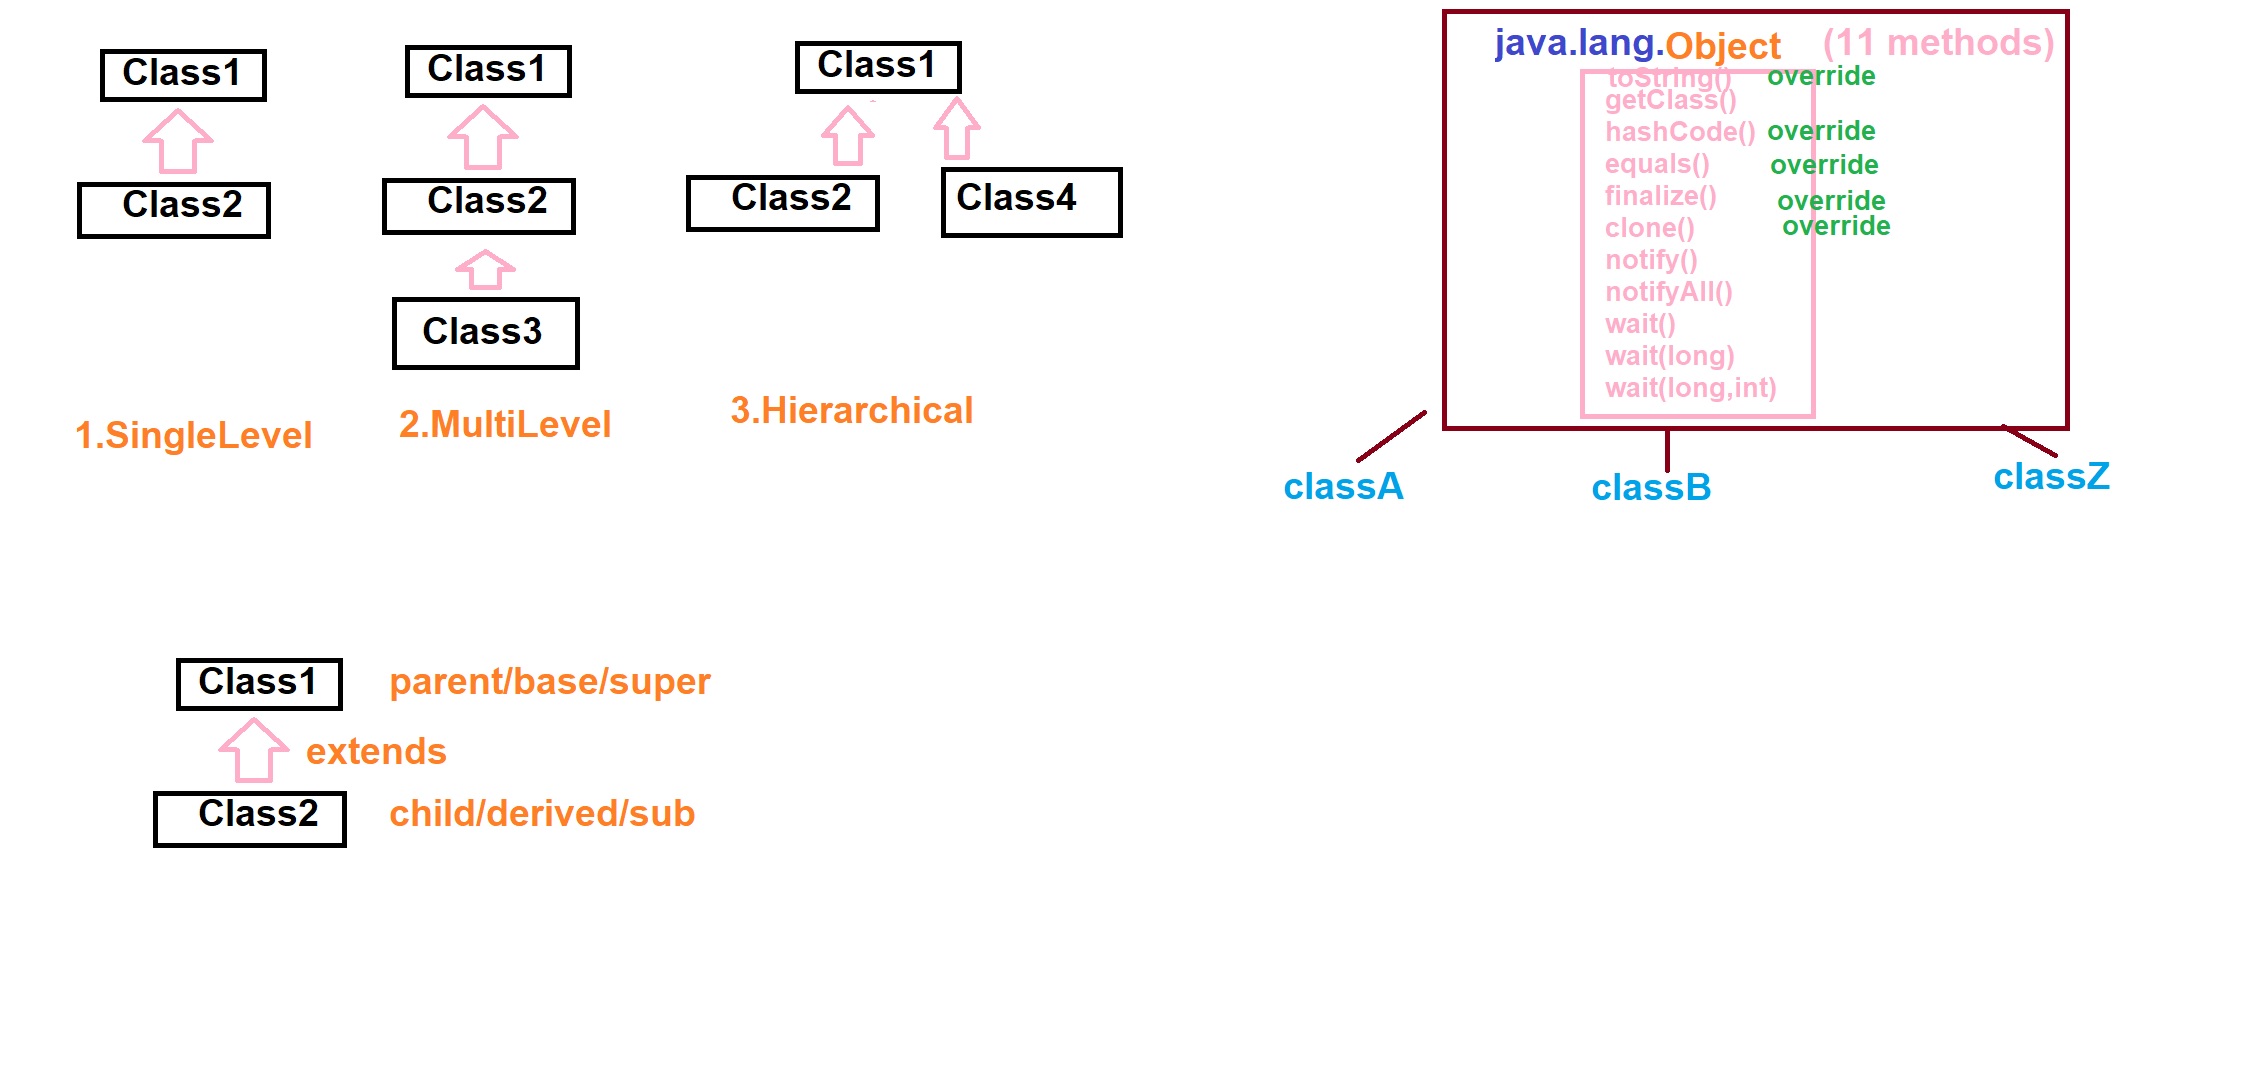 Class1
Class2
1.SingleLevel
Class1
Class2
Class3
2.MultiLevel
Class1
Class2
Class4
3.Hierarchical
java.lang.Object (11 methods)
toString() override
getClass()
hashCode() override
equals() override
finalize() override
clone() override
notify()
notifyAll()
wait()
wait(long)
wait(long,int)
classA
classB
classZ
Class1 parent/base/super
extends
Class2 child/derived/sub